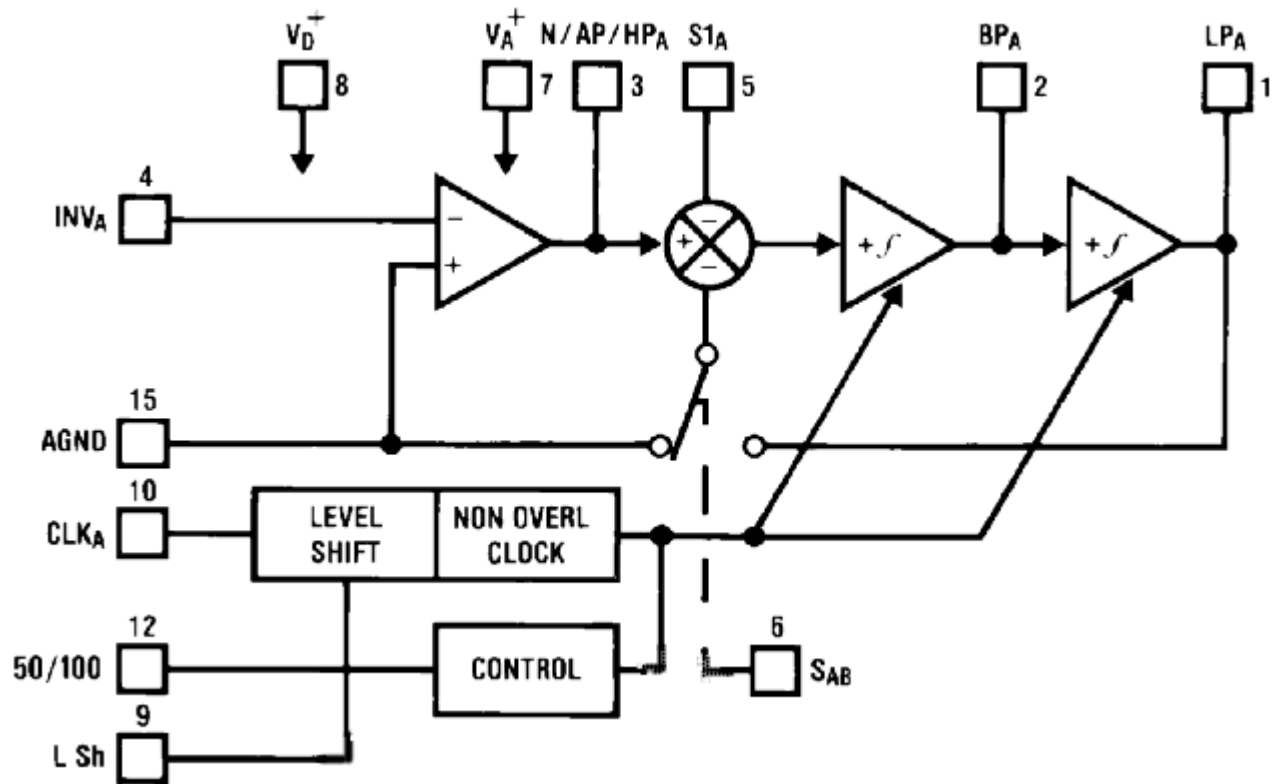 V_D^+ V_A^+ N/AP/HP_A S1_A BP_A LP_A
8 7 3 5 2 1
4
INV_A
−
+
+
−
−
+∫
+∫
15
AGND
10
CLK_A
LEVEL SHIFT
NON OVERL CLOCK
12
50/100
CONTROL
6
S_AB
9
L Sh